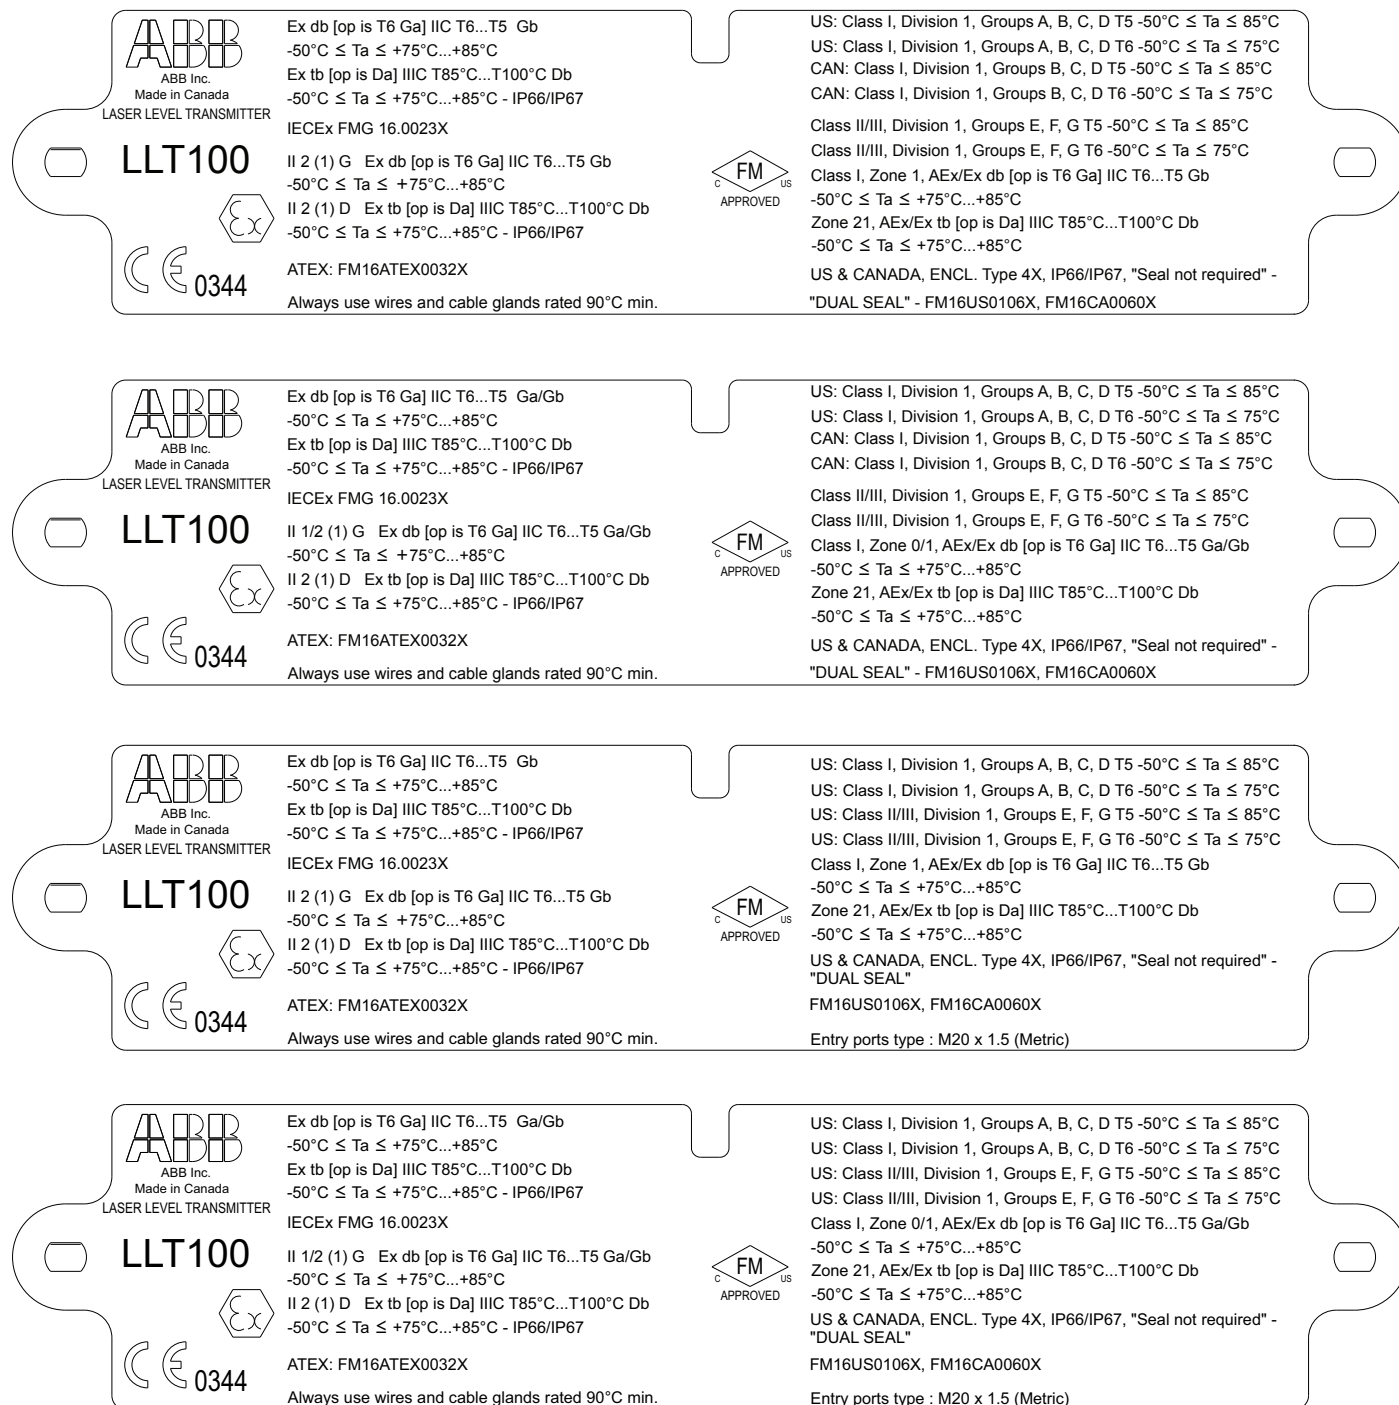 ABB
ABB Inc.
Made in Canada
LASER LEVEL TRANSMITTER
LLT100
Ex
CE 0344
Ex db [op is T6 Ga] IIC T6...T5 Gb
-50°C ≤ Ta ≤ +75°C...+85°C
Ex tb [op is Da] IIIC T85°C...T100°C Db
-50°C ≤ Ta ≤ +75°C...+85°C - IP66/IP67
IECEx FMG 16.0023X
II 2 (1) G Ex db [op is T6 Ga] IIC T6...T5 Gb
-50°C ≤ Ta ≤ +75°C...+85°C
II 2 (1) D Ex tb [op is Da] IIIC T85°C...T100°C Db
-50°C ≤ Ta ≤ +75°C...+85°C - IP66/IP67
ATEX: FM16ATEX0032X
Always use wires and cable glands rated 90°C min.
C FM US
APPROVED
US: Class I, Division 1, Groups A, B, C, D T5 -50°C ≤ Ta ≤ 85°C
US: Class I, Division 1, Groups A, B, C, D T6 -50°C ≤ Ta ≤ 75°C
CAN: Class I, Division 1, Groups B, C, D T5 -50°C ≤ Ta ≤ 85°C
CAN: Class I, Division 1, Groups B, C, D T6 -50°C ≤ Ta ≤ 75°C
Class II/III, Division 1, Groups E, F, G T5 -50°C ≤ Ta ≤ 85°C
Class II/III, Division 1, Groups E, F, G T6 -50°C ≤ Ta ≤ 75°C
Class I, Zone 1, AEx/Ex db [op is T6 Ga] IIC T6...T5 Gb
-50°C ≤ Ta ≤ +75°C...+85°C
Zone 21, AEx/Ex tb [op is Da] IIIC T85°C...T100°C Db
-50°C ≤ Ta ≤ +75°C...+85°C
US & CANADA, ENCL. Type 4X, IP66/IP67, "Seal not required" -
"DUAL SEAL" - FM16US0106X, FM16CA0060X
ABB
ABB Inc.
Made in Canada
LASER LEVEL TRANSMITTER
LLT100
Ex
CE 0344
Ex db [op is T6 Ga] IIC T6...T5 Ga/Gb
-50°C ≤ Ta ≤ +75°C...+85°C
Ex tb [op is Da] IIIC T85°C...T100°C Db
-50°C ≤ Ta ≤ +75°C...+85°C - IP66/IP67
IECEx FMG 16.0023X
II 1/2 (1) G Ex db [op is T6 Ga] IIC T6...T5 Ga/Gb
-50°C ≤ Ta ≤ +75°C...+85°C
II 2 (1) D Ex tb [op is Da] IIIC T85°C...T100°C Db
-50°C ≤ Ta ≤ +75°C...+85°C - IP66/IP67
ATEX: FM16ATEX0032X
Always use wires and cable glands rated 90°C min.
C FM US
APPROVED
US: Class I, Division 1, Groups A, B, C, D T5 -50°C ≤ Ta ≤ 85°C
US: Class I, Division 1, Groups A, B, C, D T6 -50°C ≤ Ta ≤ 75°C
CAN: Class I, Division 1, Groups B, C, D T5 -50°C ≤ Ta ≤ 85°C
CAN: Class I, Division 1, Groups B, C, D T6 -50°C ≤ Ta ≤ 75°C
Class II/III, Division 1, Groups E, F, G T5 -50°C ≤ Ta ≤ 85°C
Class II/III, Division 1, Groups E, F, G T6 -50°C ≤ Ta ≤ 75°C
Class I, Zone 0/1, AEx/Ex db [op is T6 Ga] IIC T6...T5 Ga/Gb
-50°C ≤ Ta ≤ +75°C...+85°C
Zone 21, AEx/Ex tb [op is Da] IIIC T85°C...T100°C Db
-50°C ≤ Ta ≤ +75°C...+85°C
US & CANADA, ENCL. Type 4X, IP66/IP67, "Seal not required" -
"DUAL SEAL" - FM16US0106X, FM16CA0060X
ABB
ABB Inc.
Made in Canada
LASER LEVEL TRANSMITTER
LLT100
Ex
CE 0344
Ex db [op is T6 Ga] IIC T6...T5 Gb
-50°C ≤ Ta ≤ +75°C...+85°C
Ex tb [op is Da] IIIC T85°C...T100°C Db
-50°C ≤ Ta ≤ +75°C...+85°C - IP66/IP67
IECEx FMG 16.0023X
II 2 (1) G Ex db [op is T6 Ga] IIC T6...T5 Gb
-50°C ≤ Ta ≤ +75°C...+85°C
II 2 (1) D Ex tb [op is Da] IIIC T85°C...T100°C Db
-50°C ≤ Ta ≤ +75°C...+85°C - IP66/IP67
ATEX: FM16ATEX0032X
Always use wires and cable glands rated 90°C min.
C FM US
APPROVED
US: Class I, Division 1, Groups A, B, C, D T5 -50°C ≤ Ta ≤ 85°C
US: Class I, Division 1, Groups A, B, C, D T6 -50°C ≤ Ta ≤ 75°C
US: Class II/III, Division 1, Groups E, F, G T5 -50°C ≤ Ta ≤ 85°C
US: Class II/III, Division 1, Groups E, F, G T6 -50°C ≤ Ta ≤ 75°C
Class I, Zone 1, AEx/Ex db [op is T6 Ga] IIC T6...T5 Gb
-50°C ≤ Ta ≤ +75°C...+85°C
Zone 21, AEx/Ex tb [op is Da] IIIC T85°C...T100°C Db
-50°C ≤ Ta ≤ +75°C...+85°C
US & CANADA, ENCL. Type 4X, IP66/IP67, "Seal not required" -
"DUAL SEAL"
FM16US0106X, FM16CA0060X
Entry ports type : M20 x 1.5 (Metric)
ABB
ABB Inc.
Made in Canada
LASER LEVEL TRANSMITTER
LLT100
Ex
CE 0344
Ex db [op is T6 Ga] IIC T6...T5 Ga/Gb
-50°C ≤ Ta ≤ +75°C...+85°C
Ex tb [op is Da] IIIC T85°C...T100°C Db
-50°C ≤ Ta ≤ +75°C...+85°C - IP66/IP67
IECEx FMG 16.0023X
II 1/2 (1) G Ex db [op is T6 Ga] IIC T6...T5 Ga/Gb
-50°C ≤ Ta ≤ +75°C...+85°C
II 2 (1) D Ex tb [op is Da] IIIC T85°C...T100°C Db
-50°C ≤ Ta ≤ +75°C...+85°C - IP66/IP67
ATEX: FM16ATEX0032X
Always use wires and cable glands rated 90°C min.
C FM US
APPROVED
US: Class I, Division 1, Groups A, B, C, D T5 -50°C ≤ Ta ≤ 85°C
US: Class I, Division 1, Groups A, B, C, D T6 -50°C ≤ Ta ≤ 75°C
US: Class II/III, Division 1, Groups E, F, G T5 -50°C ≤ Ta ≤ 85°C
US: Class II/III, Division 1, Groups E, F, G T6 -50°C ≤ Ta ≤ 75°C
Class I, Zone 0/1, AEx/Ex db [op is T6 Ga] IIC T6...T5 Ga/Gb
-50°C ≤ Ta ≤ +75°C...+85°C
Zone 21, AEx/Ex tb [op is Da] IIIC T85°C...T100°C Db
-50°C ≤ Ta ≤ +75°C...+85°C
US & CANADA, ENCL. Type 4X, IP66/IP67, "Seal not required" -
"DUAL SEAL"
FM16US0106X, FM16CA0060X
Entry ports type : M20 x 1.5 (Metric)